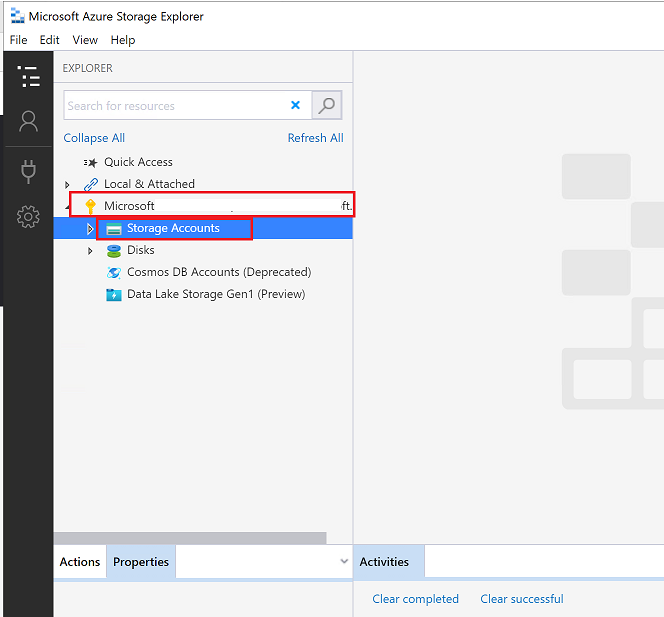 Microsoft Azure Storage Explorer
File Edit View Help
EXPLORER
Search for resources
Collapse All Refresh All
Quick Access
Local & Attached
Microsoft ft.
Storage Accounts
Disks
Cosmos DB Accounts (Deprecated)
Data Lake Storage Gen1 (Preview)
Actions Properties Activities
Clear completed Clear successful